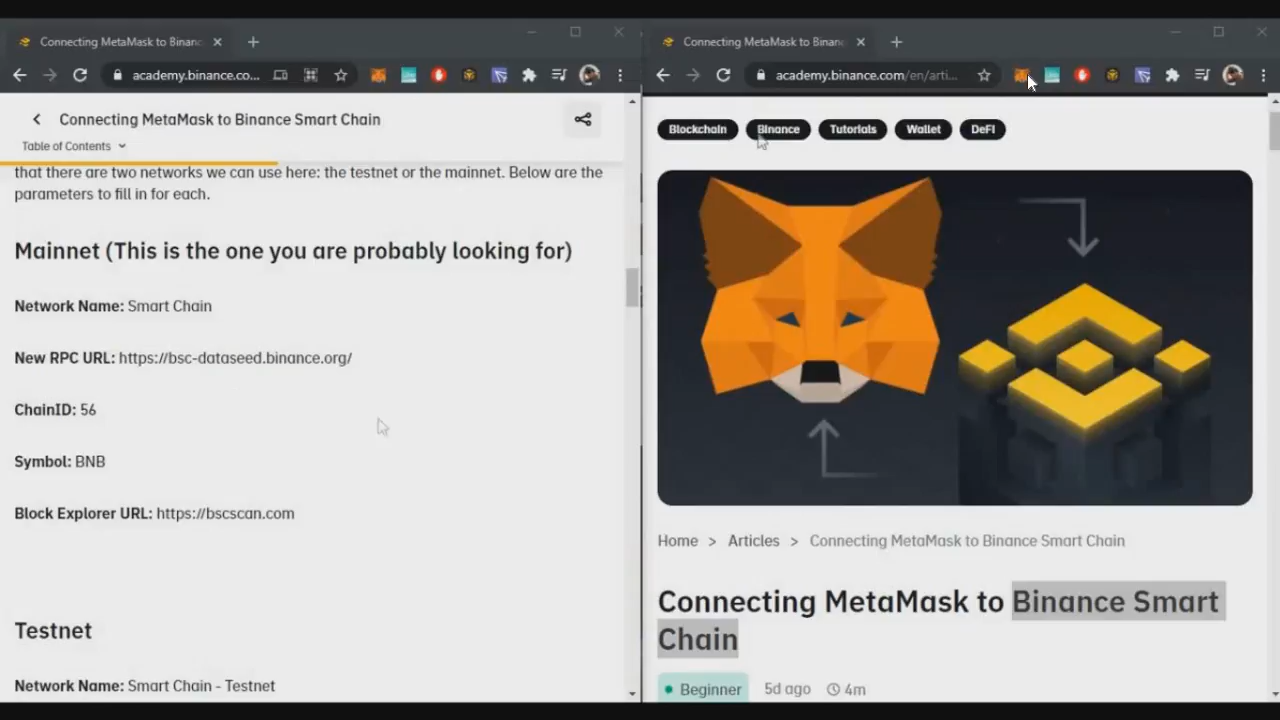 Connecting MetaMask to Binanc
academy.binance.co...
Connecting MetaMask to Binance Smart Chain
Table of Contents
that there are two networks we can use here: the testnet or the mainnet. Below are the
parameters to fill in for each.
Mainnet (This is the one you are probably looking for)
Network Name: Smart Chain
New RPC URL: https://bsc-dataseed.binance.org/
ChainID: 56
Symbol: BNB
Block Explorer URL: https://bscscan.com
Testnet
Network Name: Smart Chain - Testnet
Connecting MetaMask to Binanc
academy.binance.com/en/arti...
Blockchain
Binance
Tutorials
Wallet
DeFi
Home > Articles > Connecting MetaMask to Binance Smart Chain
Connecting MetaMask to Binance Smart
Chain
Beginner 5d ago 4m